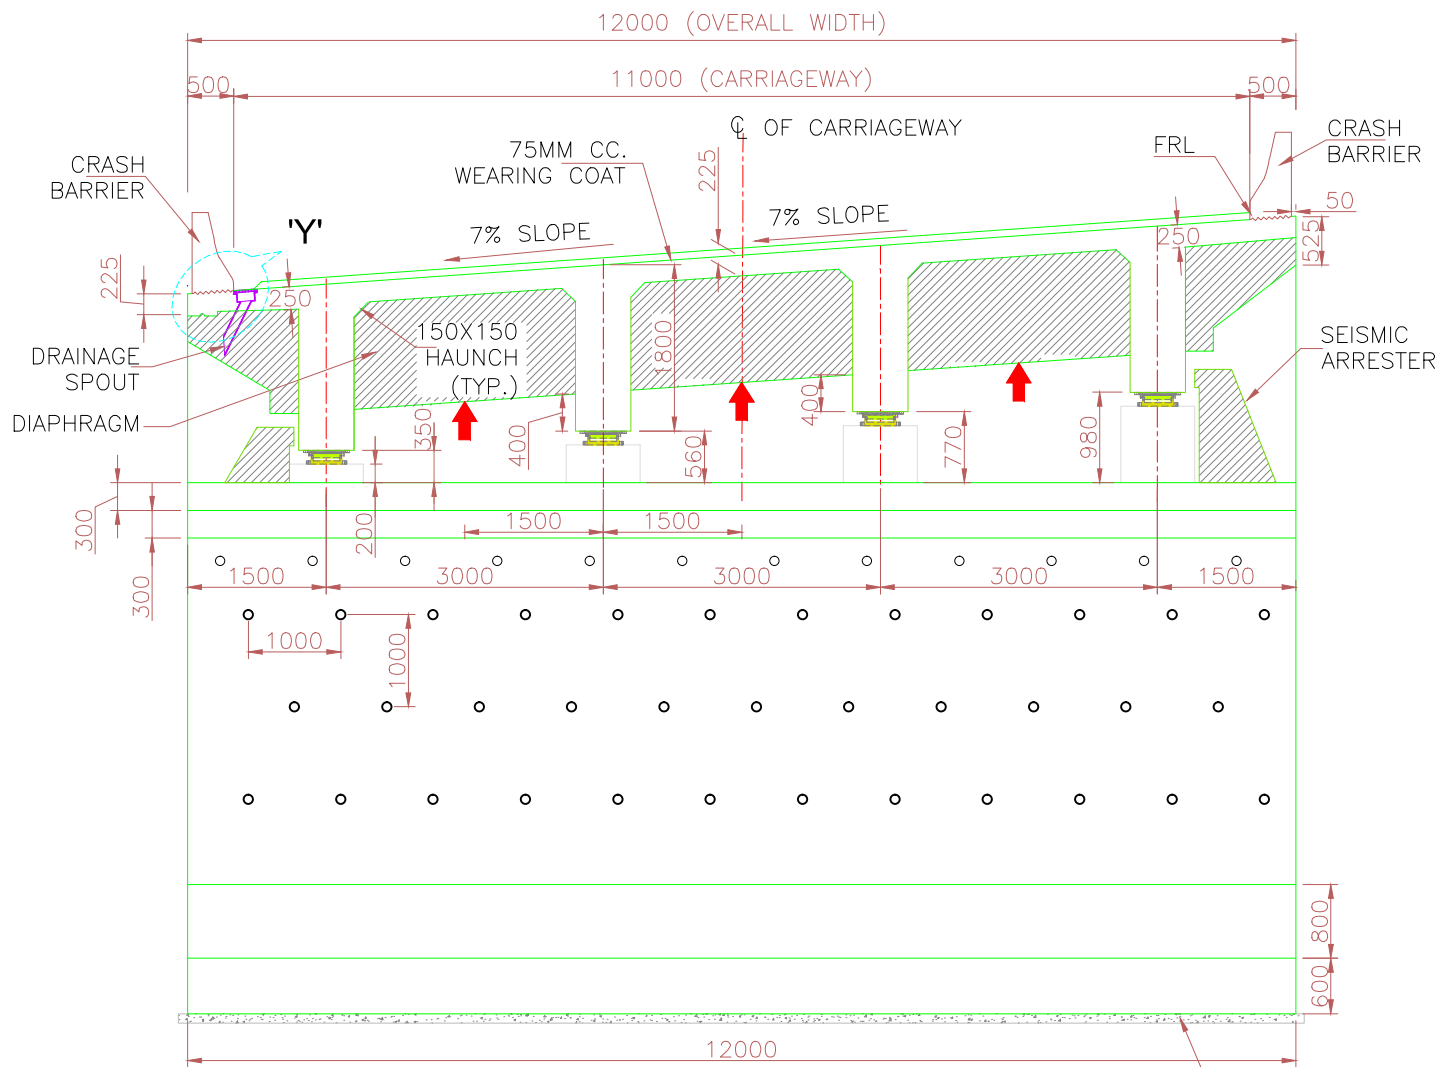 12000 (OVERALL WIDTH)
500
11000 (CARRIAGEWAY)
500
℄ OF CARRIAGEWAY
CRASH
BARRIER
75MM CC.
WEARING COAT
225
FRL
CRASH
BARRIER
'Y'
7% SLOPE
7% SLOPE
50
250
525
225
250
150X150
HAUNCH
(TYP.)
1800
DRAINAGE
SPOUT
SEISMIC
ARRESTER
DIAPHRAGM
350
400
560
400
770
980
300
200
1500
1500
300
1500
3000
3000
3000
1500
1000
1000
800
600
12000